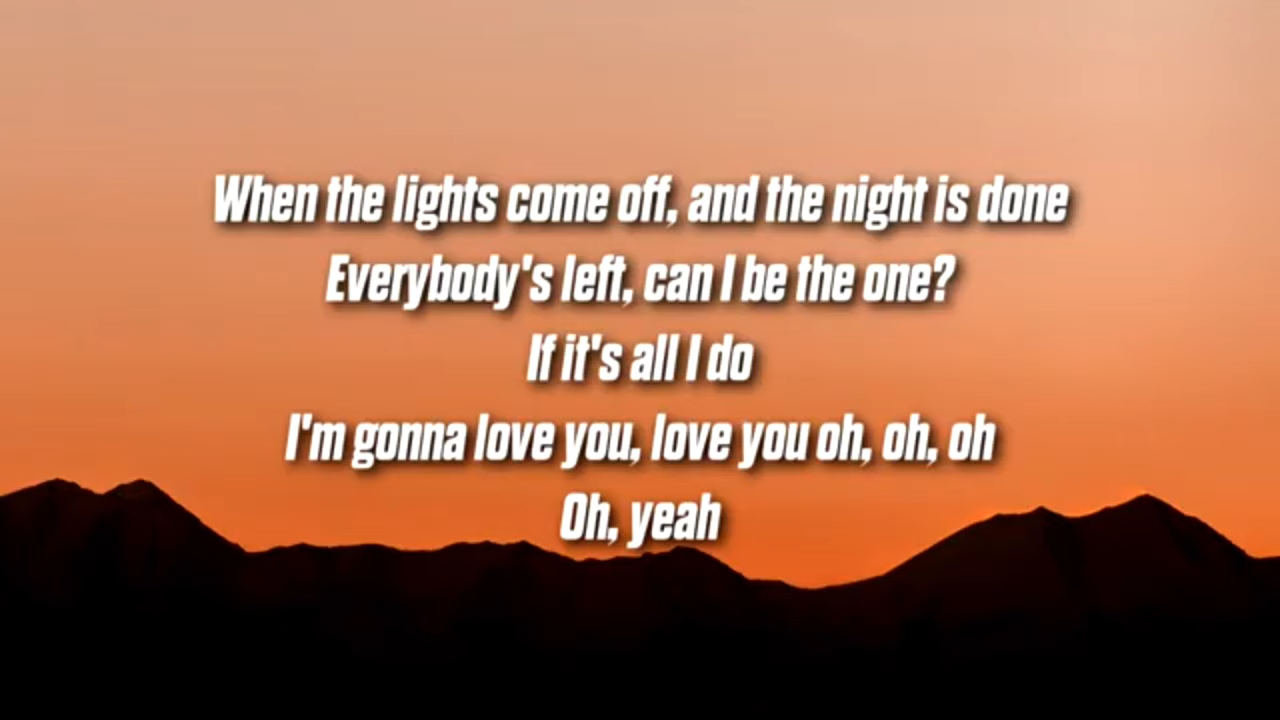 When the lights come off, and the night is done
Everybody's left, can I be the one?
If it's all I do
I'm gonna love you, love you oh, oh, oh
Oh, yeah